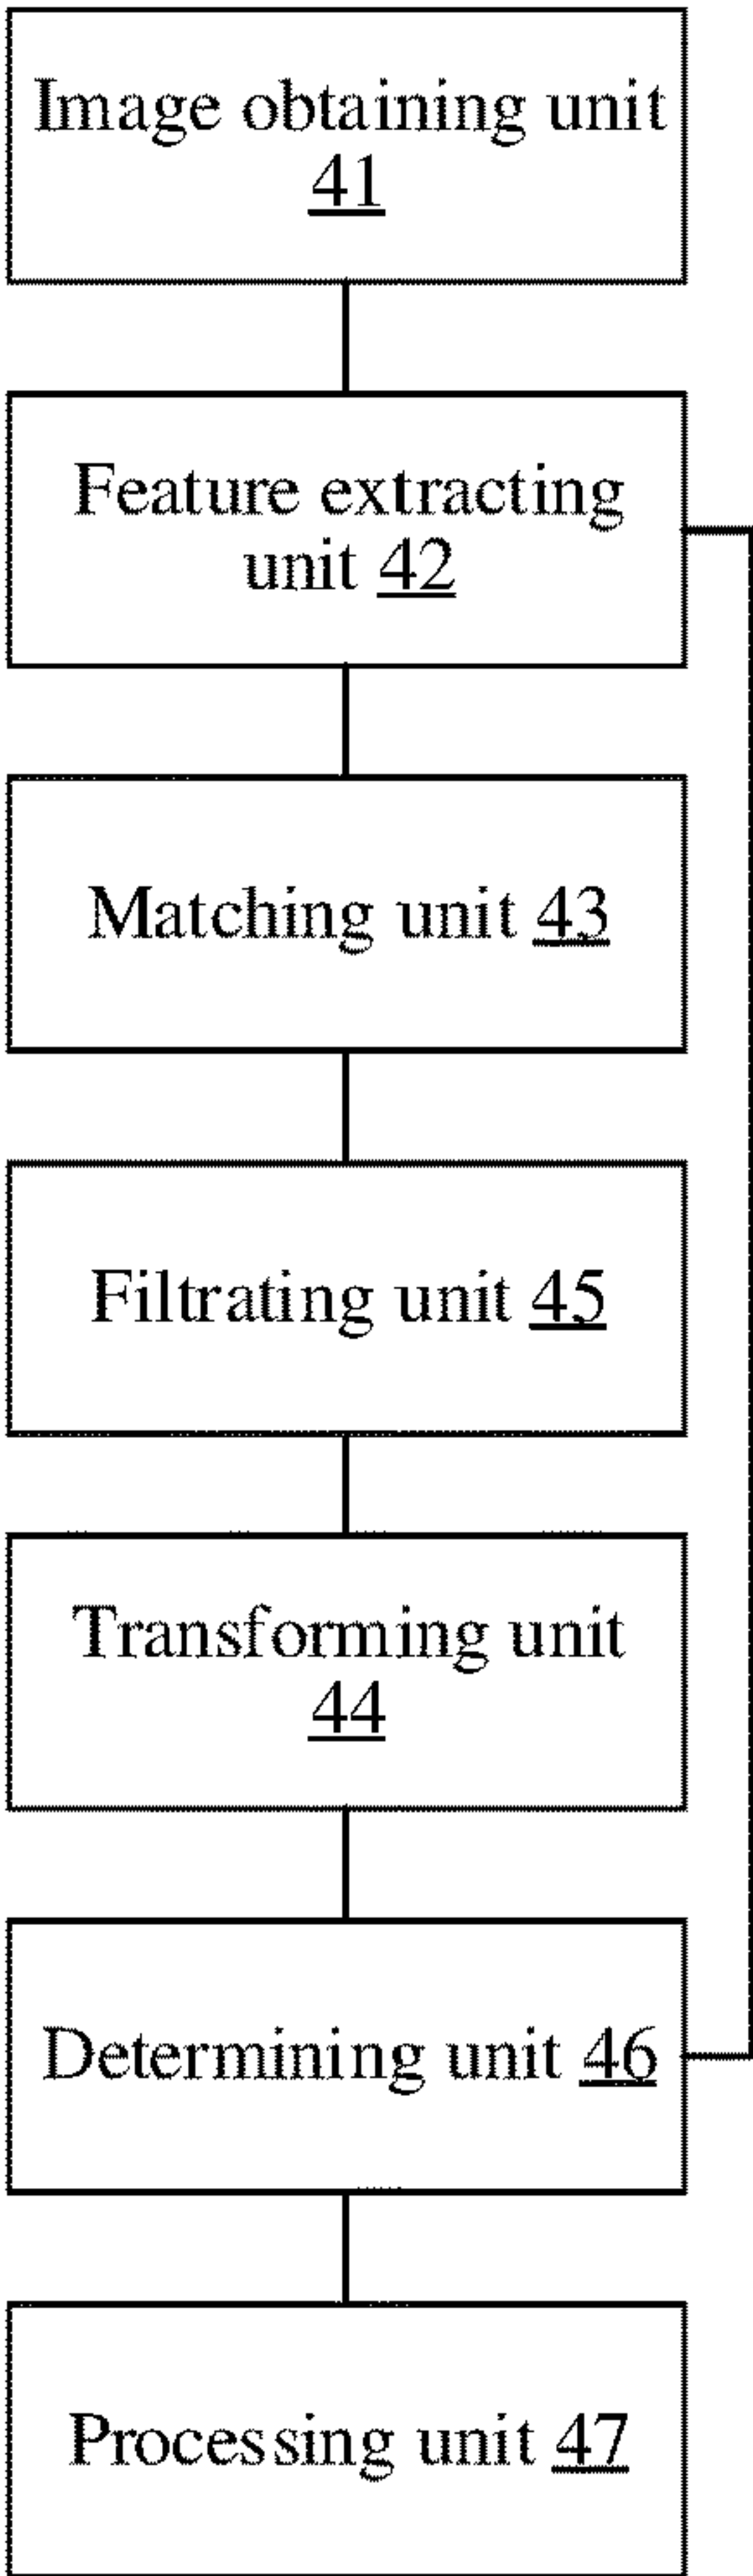 Image obtaining unit
41
Feature extracting
unit 42
Matching unit 43
Filtrating unit 45
Transforming unit
44
Determining unit 46
Processing unit 47